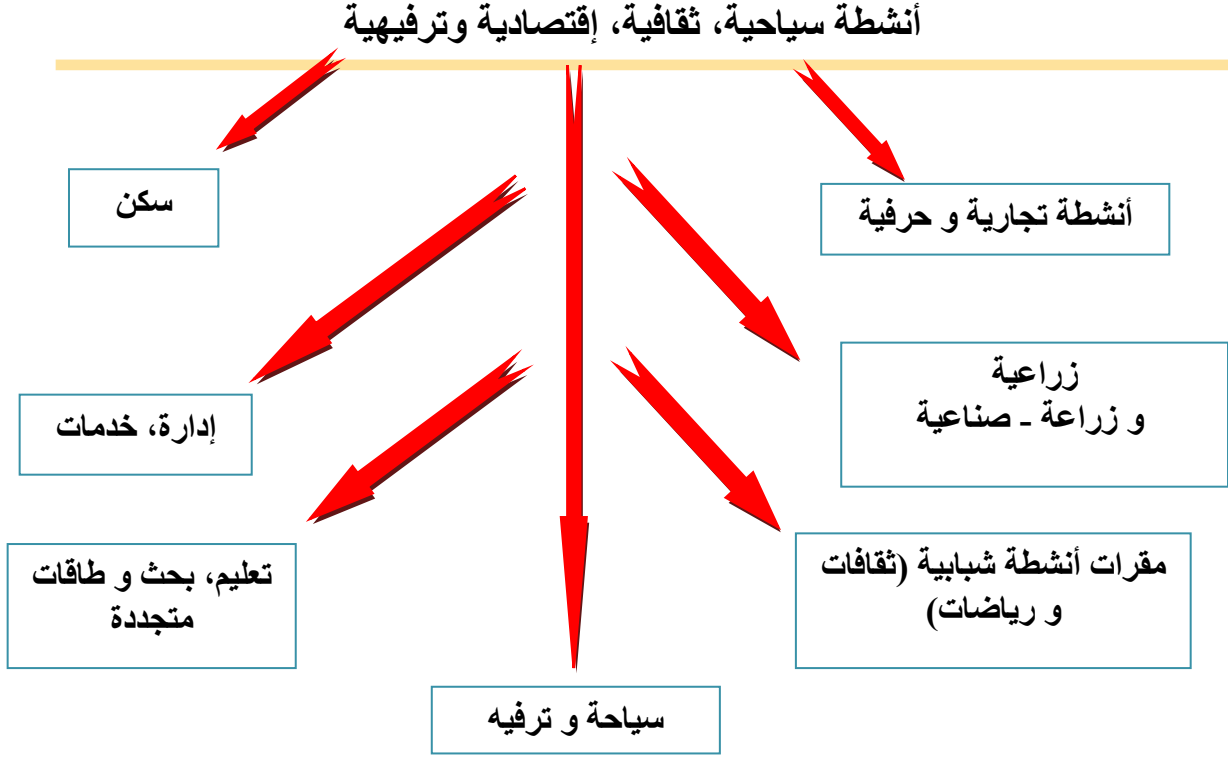 أنشطة سياحية، ثقافية، إقتصادية وترفيهية
سكن
أنشطة تجارية و حرفية
زراعية
و زراعة - صناعية
إدارة، خدمات
مقرات أنشطة شبابية (ثقافات
و رياضات)
تعليم، بحث و طاقات
متجددة
سياحة و ترفيه